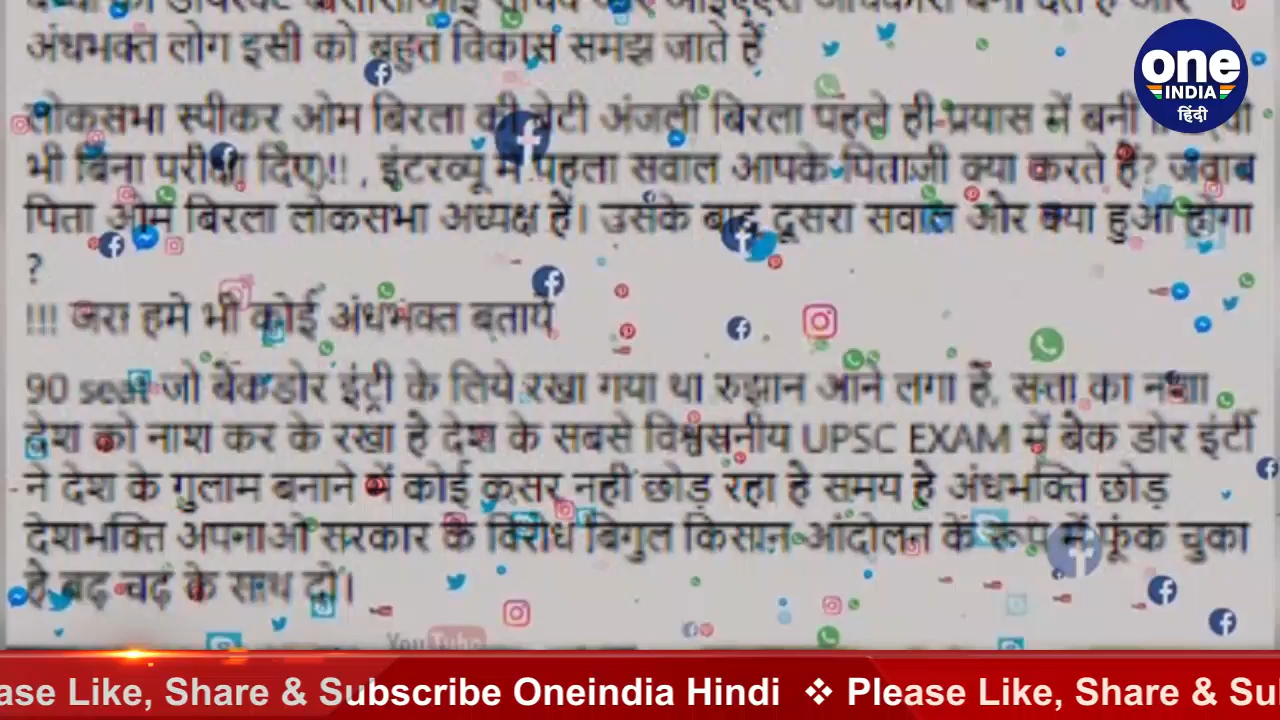 अंधभक्त लोग इसी को बहुत विकास समझ जाते हैं
one
INDIA
हिंदी
लोकसभा स्पीकर ओम बिरला की बेटी अंजली बिरला पहले ही प्रयास में बनी
भी बिना परीक्षा दिए)!! , इंटरव्यू में पहला सवाल आपके पिताजी क्या करते हैं? जवाब
पिता ओम बिरला लोकसभा अध्यक्ष हैं। उसके बाद दूसरा सवाल और क्या हुआ होगा
?
!!! जरा हमे भी कोई अंधभक्त बतायें
90 seat जो बेकडोर इंट्री के लिये रखा गया था रुझान आने लगा हैं, सत्ता का नशा
देश को नाश कर के रखा हे देश के सबसे विश्वसनीय UPSC EXAM में बेक डोर इंर्टी
ने देश के गुलाम बनाने में कोई कसर नही छोड़ रहा हे समय हे अंधभक्ति छोड़
देशभक्ति अपनाओ सरकार के विरोध बिगुल किसान आंदोलन कें रूप में फूंक चुका
हे बढ़ चढ़ के साथ दो।
YouTube
ase Like, Share & Subscribe Oneindia Hindi ❖ Please Like, Share & Su